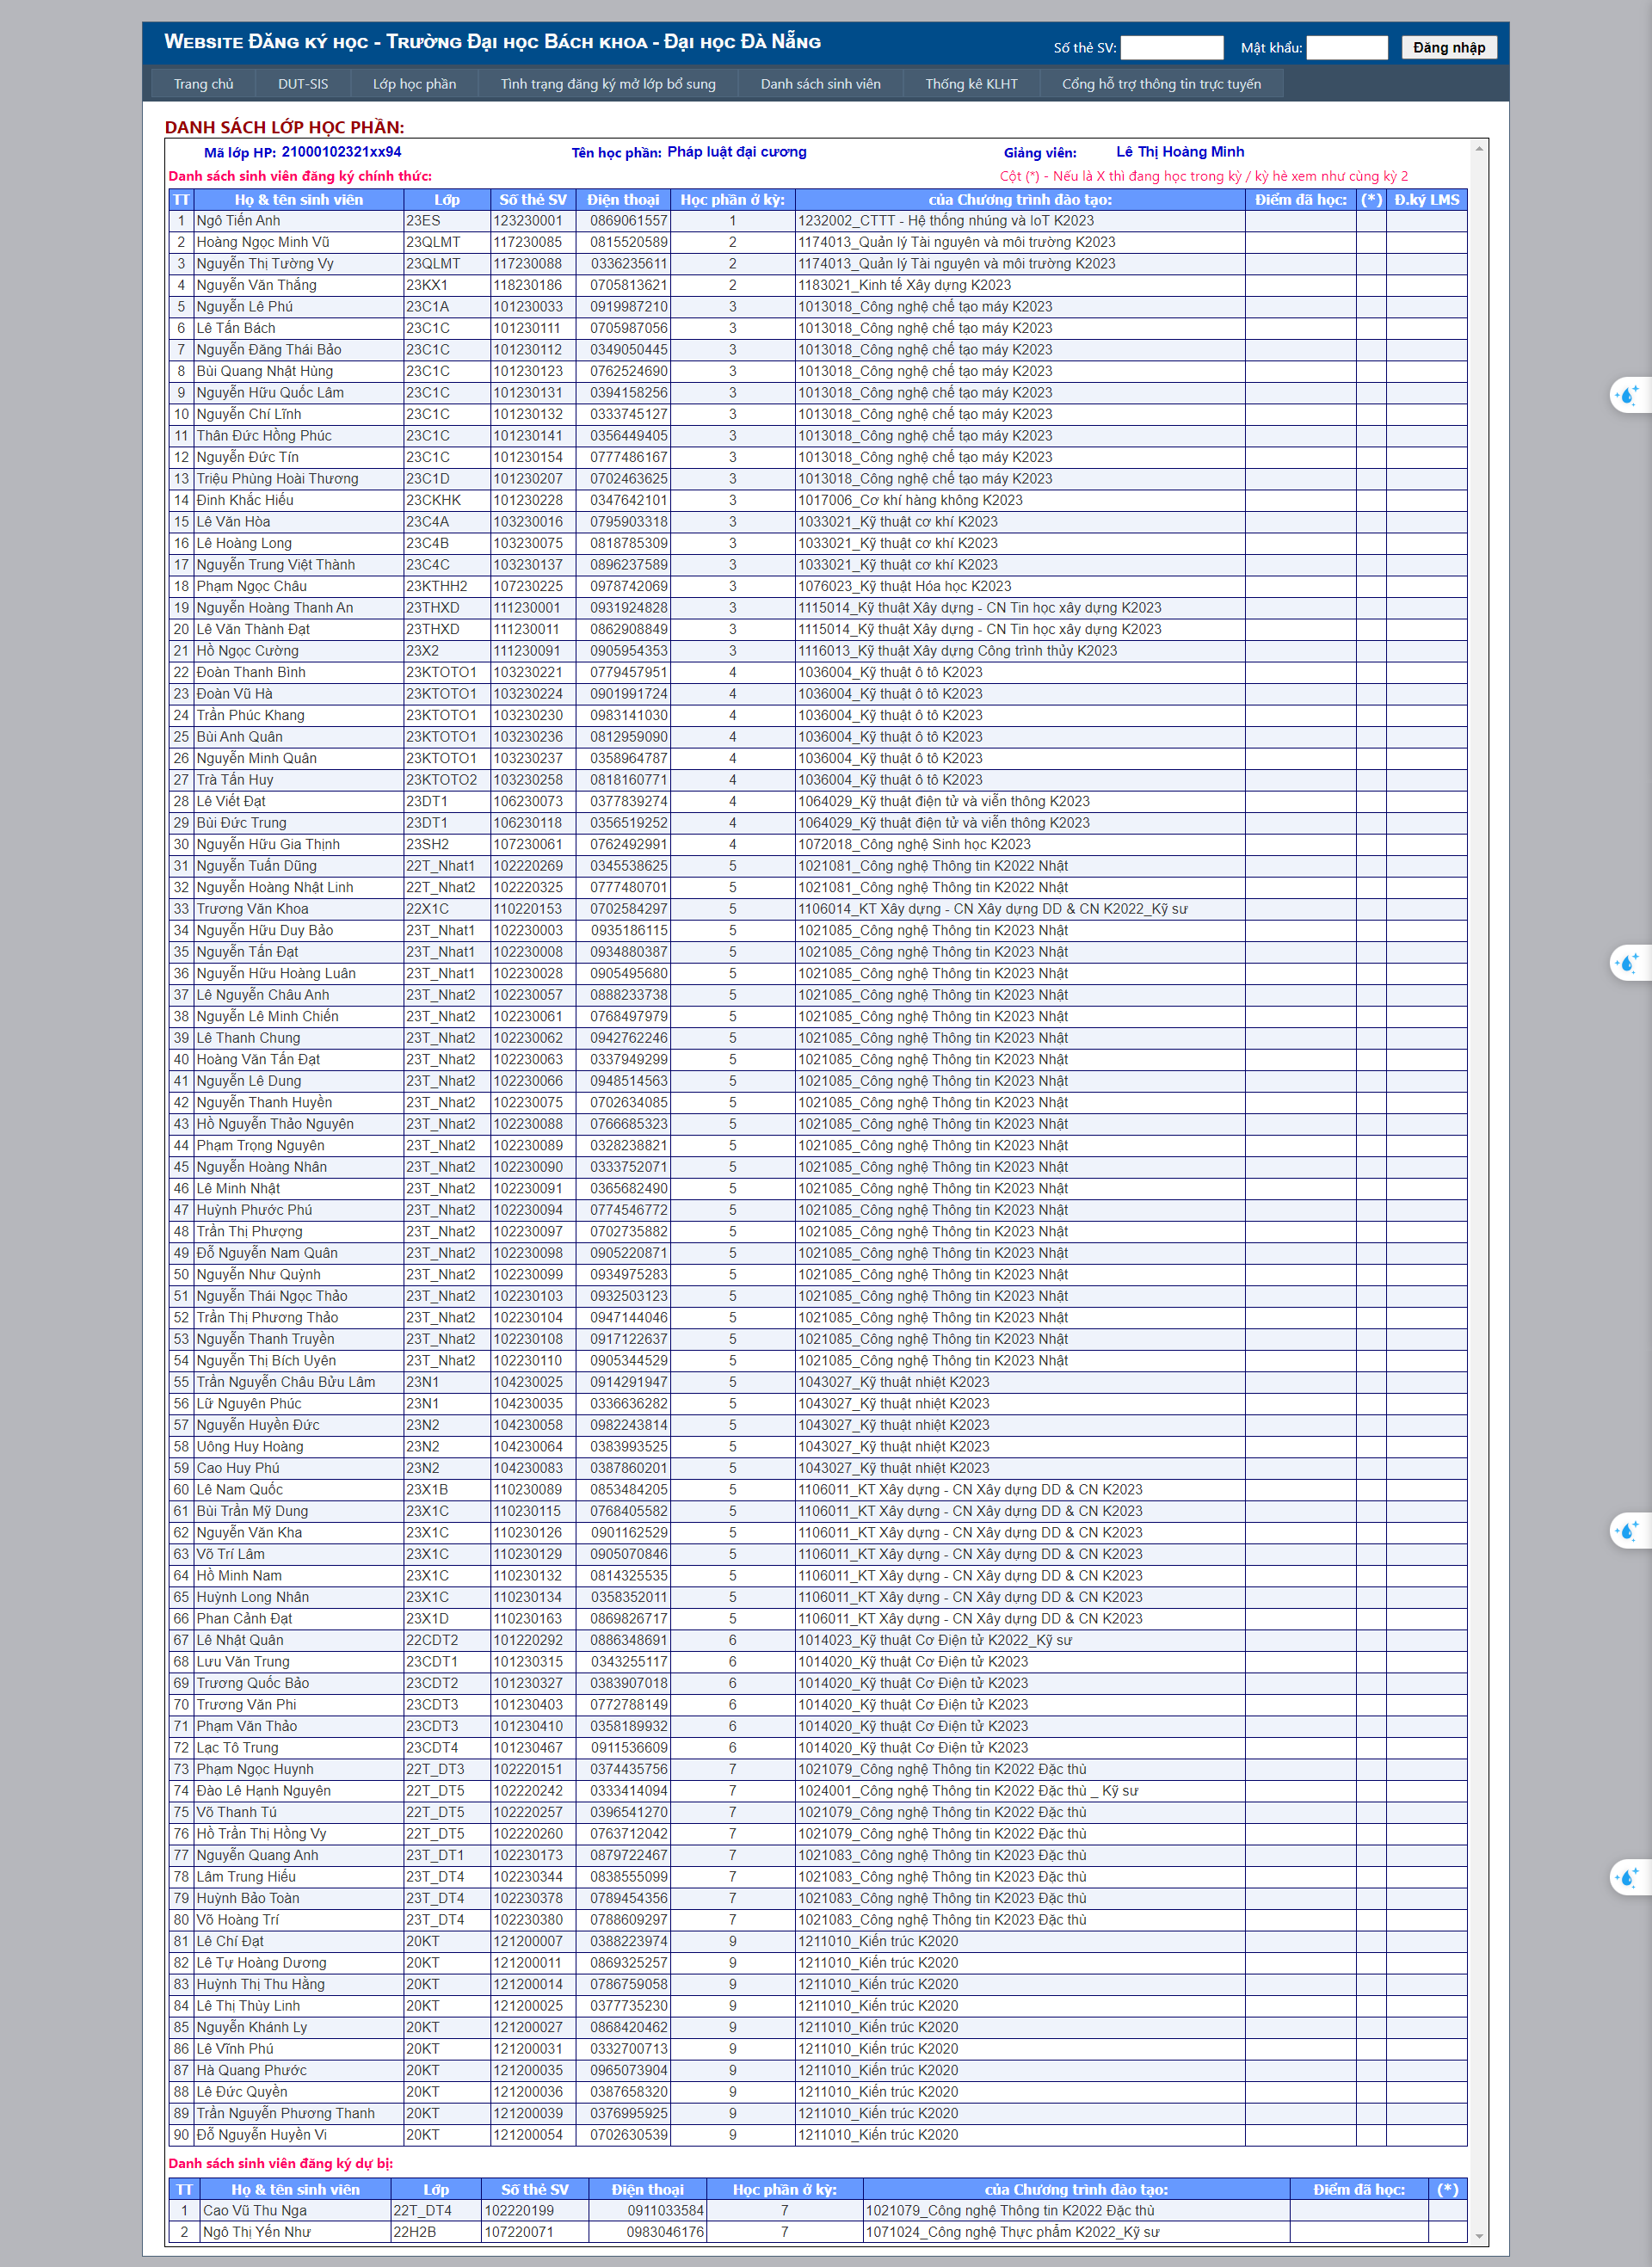 Website Đăng ký học - Trường Đại học Bách khoa - Đại học Đà Nẵng
Số thẻ SV: Mật khẩu: Đăng nhập
Trang chủ DUT-SIS Lớp học phần Tình trạng đăng ký mở lớp bổ sung Danh sách sinh viên Thống kê KLHT Cổng hỗ trợ thông tin trực tuyến
DANH SÁCH LỚP HỌC PHẦN:
Mã lớp HP: 21000102321xx94 Tên học phần: Pháp luật đại cương Giảng viên: Lê Thị Hoàng Minh
Danh sách sinh viên đăng ký chính thức: Cột (*) - Nếu là X thì đang học trong kỳ / kỳ hè xem như cùng kỳ 2
TT Họ & tên sinh viên Lớp Số thẻ SV Điện thoại Học phần ở kỳ: của Chương trình đào tạo: Điểm đã học: (*) Đ.ký LMS
1 Ngô Tiến Anh 23ES 123230001 0869061557 1 1232002_CTTT - Hệ thống nhúng và IoT K2023
2 Hoàng Ngọc Minh Vũ 23QLMT 117230085 0815520589 2 1174013_Quản lý Tài nguyên và môi trường K2023
3 Nguyễn Thị Tường Vy 23QLMT 117230088 0336235611 2 1174013_Quản lý Tài nguyên và môi trường K2023
4 Nguyễn Văn Thắng 23KX1 118230186 0705813621 2 1183021_Kinh tế Xây dựng K2023
5 Nguyễn Lê Phú 23C1A 101230033 0919987210 3 1013018_Công nghệ chế tạo máy K2023
6 Lê Tấn Bách 23C1C 101230111 0705987056 3 1013018_Công nghệ chế tạo máy K2023
7 Nguyễn Đăng Thái Bảo 23C1C 101230112 0349050445 3 1013018_Công nghệ chế tạo máy K2023
8 Bùi Quang Nhật Hùng 23C1C 101230123 0762524690 3 1013018_Công nghệ chế tạo máy K2023
9 Nguyễn Hữu Quốc Lâm 23C1C 101230131 0394158256 3 1013018_Công nghệ chế tạo máy K2023
10 Nguyễn Chí Lĩnh 23C1C 101230132 0333745127 3 1013018_Công nghệ chế tạo máy K2023
11 Thân Đức Hồng Phúc 23C1C 101230141 0356449405 3 1013018_Công nghệ chế tạo máy K2023
12 Nguyễn Đức Tín 23C1C 101230154 0777486167 3 1013018_Công nghệ chế tạo máy K2023
13 Triệu Phùng Hoài Thương 23C1D 101230207 0702463625 3 1013018_Công nghệ chế tạo máy K2023
14 Đinh Khắc Hiếu 23CKHK 101230228 0347642101 3 1017006_Cơ khí hàng không K2023
15 Lê Văn Hòa 23C4A 103230016 0795903318 3 1033021_Kỹ thuật cơ khí K2023
16 Lê Hoàng Long 23C4B 103230075 0818785309 3 1033021_Kỹ thuật cơ khí K2023
17 Nguyễn Trung Việt Thành 23C4C 103230137 0896237589 3 1033021_Kỹ thuật cơ khí K2023
18 Phạm Ngọc Châu 23KTHH2 107230225 0978742069 3 1076023_Kỹ thuật Hóa học K2023
19 Nguyễn Hoàng Thanh An 23THXD 111230001 0931924828 3 1115014_Kỹ thuật Xây dựng - CN Tin học xây dựng K2023
20 Lê Văn Thành Đạt 23THXD 111230011 0862908849 3 1115014_Kỹ thuật Xây dựng - CN Tin học xây dựng K2023
21 Hồ Ngọc Cường 23X2 111230091 0905954353 3 1116013_Kỹ thuật Xây dựng Công trình thủy K2023
22 Đoàn Thanh Bình 23KTOTO1 103230221 0779457951 4 1036004_Kỹ thuật ô tô K2023
23 Đoàn Vũ Hà 23KTOTO1 103230224 0901991724 4 1036004_Kỹ thuật ô tô K2023
24 Trần Phúc Khang 23KTOTO1 103230230 0983141030 4 1036004_Kỹ thuật ô tô K2023
25 Bùi Anh Quân 23KTOTO1 103230236 0812959090 4 1036004_Kỹ thuật ô tô K2023
26 Nguyễn Minh Quân 23KTOTO1 103230237 0358964787 4 1036004_Kỹ thuật ô tô K2023
27 Trà Tấn Huy 23KTOTO2 103230258 0818160771 4 1036004_Kỹ thuật ô tô K2023
28 Lê Viết Đạt 23DT1 106230073 0377839274 4 1064029_Kỹ thuật điện tử và viễn thông K2023
29 Bùi Đức Trung 23DT1 106230118 0356519252 4 1064029_Kỹ thuật điện tử và viễn thông K2023
30 Nguyễn Hữu Gia Thịnh 23SH2 107230061 0762492991 4 1072018_Công nghệ Sinh học K2023
31 Nguyễn Tuấn Dũng 22T_Nhat1 102220269 0345538625 5 1021081_Công nghệ Thông tin K2022 Nhật
32 Nguyễn Hoàng Nhật Linh 22T_Nhat2 102220325 0777480701 5 1021081_Công nghệ Thông tin K2022 Nhật
33 Trương Văn Khoa 22X1C 110220153 0702584297 5 1106014_KT Xây dựng - CN Xây dựng DD & CN K2022_Kỹ sư
34 Nguyễn Hữu Duy Bảo 23T_Nhat1 102230003 0935186115 5 1021085_Công nghệ Thông tin K2023 Nhật
35 Nguyễn Tấn Đạt 23T_Nhat1 102230008 0934880387 5 1021085_Công nghệ Thông tin K2023 Nhật
36 Nguyễn Hữu Hoàng Luân 23T_Nhat1 102230028 0905495680 5 1021085_Công nghệ Thông tin K2023 Nhật
37 Lê Nguyễn Châu Anh 23T_Nhat2 102230057 0888233738 5 1021085_Công nghệ Thông tin K2023 Nhật
38 Nguyễn Lê Minh Chiến 23T_Nhat2 102230061 0768497979 5 1021085_Công nghệ Thông tin K2023 Nhật
39 Lê Thanh Chung 23T_Nhat2 102230062 0942762246 5 1021085_Công nghệ Thông tin K2023 Nhật
40 Hoàng Văn Tấn Đạt 23T_Nhat2 102230063 0337949299 5 1021085_Công nghệ Thông tin K2023 Nhật
41 Nguyễn Lê Dung 23T_Nhat2 102230066 0948514563 5 1021085_Công nghệ Thông tin K2023 Nhật
42 Nguyễn Thanh Huyền 23T_Nhat2 102230075 0702634085 5 1021085_Công nghệ Thông tin K2023 Nhật
43 Hồ Nguyễn Thảo Nguyên 23T_Nhat2 102230088 0766685323 5 1021085_Công nghệ Thông tin K2023 Nhật
44 Phạm Trọng Nguyên 23T_Nhat2 102230089 0328238821 5 1021085_Công nghệ Thông tin K2023 Nhật
45 Nguyễn Hoàng Nhân 23T_Nhat2 102230090 0333752071 5 1021085_Công nghệ Thông tin K2023 Nhật
46 Lê Minh Nhật 23T_Nhat2 102230091 0365682490 5 1021085_Công nghệ Thông tin K2023 Nhật
47 Huỳnh Phước Phú 23T_Nhat2 102230094 0774546772 5 1021085_Công nghệ Thông tin K2023 Nhật
48 Trần Thị Phượng 23T_Nhat2 102230097 0702735882 5 1021085_Công nghệ Thông tin K2023 Nhật
49 Đỗ Nguyễn Nam Quân 23T_Nhat2 102230098 0905220871 5 1021085_Công nghệ Thông tin K2023 Nhật
50 Nguyễn Như Quỳnh 23T_Nhat2 102230099 0934975283 5 1021085_Công nghệ Thông tin K2023 Nhật
51 Nguyễn Thái Ngọc Thảo 23T_Nhat2 102230103 0932503123 5 1021085_Công nghệ Thông tin K2023 Nhật
52 Trần Thị Phương Thảo 23T_Nhat2 102230104 0947144046 5 1021085_Công nghệ Thông tin K2023 Nhật
53 Nguyễn Thanh Truyền 23T_Nhat2 102230108 0917122637 5 1021085_Công nghệ Thông tin K2023 Nhật
54 Nguyễn Thị Bích Uyên 23T_Nhat2 102230110 0905344529 5 1021085_Công nghệ Thông tin K2023 Nhật
55 Trần Nguyễn Châu Bửu Lâm 23N1 104230025 0914291947 5 1043027_Kỹ thuật nhiệt K2023
56 Lữ Nguyên Phúc 23N1 104230035 0336636282 5 1043027_Kỹ thuật nhiệt K2023
57 Nguyễn Huyền Đức 23N2 104230058 0982243814 5 1043027_Kỹ thuật nhiệt K2023
58 Uông Huy Hoàng 23N2 104230064 0383993525 5 1043027_Kỹ thuật nhiệt K2023
59 Cao Huy Phú 23N2 104230083 0387860201 5 1043027_Kỹ thuật nhiệt K2023
60 Lê Nam Quốc 23X1B 110230089 0853484205 5 1106011_KT Xây dựng - CN Xây dựng DD & CN K2023
61 Bùi Trần Mỹ Dung 23X1C 110230115 0768405582 5 1106011_KT Xây dựng - CN Xây dựng DD & CN K2023
62 Nguyễn Văn Kha 23X1C 110230126 0901162529 5 1106011_KT Xây dựng - CN Xây dựng DD & CN K2023
63 Võ Trí Lâm 23X1C 110230129 0905070846 5 1106011_KT Xây dựng - CN Xây dựng DD & CN K2023
64 Hồ Minh Nam 23X1C 110230132 0814325535 5 1106011_KT Xây dựng - CN Xây dựng DD & CN K2023
65 Huỳnh Long Nhân 23X1C 110230134 0358352011 5 1106011_KT Xây dựng - CN Xây dựng DD & CN K2023
66 Phan Cảnh Đạt 23X1D 110230163 0869826717 5 1106011_KT Xây dựng - CN Xây dựng DD & CN K2023
67 Lê Nhật Quân 22CDT2 101220292 0886348691 6 1014023_Kỹ thuật Cơ Điện tử K2022_Kỹ sư
68 Lưu Văn Trung 23CDT1 101230315 0343255117 6 1014020_Kỹ thuật Cơ Điện tử K2023
69 Trương Quốc Bảo 23CDT2 101230327 0383907018 6 1014020_Kỹ thuật Cơ Điện tử K2023
70 Trương Văn Phi 23CDT3 101230403 0772788149 6 1014020_Kỹ thuật Cơ Điện tử K2023
71 Phạm Văn Thảo 23CDT3 101230410 0358189932 6 1014020_Kỹ thuật Cơ Điện tử K2023
72 Lạc Tô Trung 23CDT4 101230467 0911536609 6 1014020_Kỹ thuật Cơ Điện tử K2023
73 Phạm Ngọc Huynh 22T_DT3 102220151 0374435756 7 1021079_Công nghệ Thông tin K2022 Đặc thù
74 Đào Lê Hạnh Nguyên 22T_DT5 102220242 0333414094 7 1024001_Công nghệ Thông tin K2022 Đặc thù _ Kỹ sư
75 Võ Thanh Tú 22T_DT5 102220257 0396541270 7 1021079_Công nghệ Thông tin K2022 Đặc thù
76 Hồ Trần Thị Hồng Vy 22T_DT5 102220260 0763712042 7 1021079_Công nghệ Thông tin K2022 Đặc thù
77 Nguyễn Quang Anh 23T_DT1 102230173 0879722467 7 1021083_Công nghệ Thông tin K2023 Đặc thù
78 Lâm Trung Hiếu 23T_DT4 102230344 0838555099 7 1021083_Công nghệ Thông tin K2023 Đặc thù
79 Huỳnh Bảo Toàn 23T_DT4 102230378 0789454356 7 1021083_Công nghệ Thông tin K2023 Đặc thù
80 Võ Hoàng Trí 23T_DT4 102230380 0788609297 7 1021083_Công nghệ Thông tin K2023 Đặc thù
81 Lê Chí Đạt 20KT 121200007 0388223974 9 1211010_Kiến trúc K2020
82 Lê Tự Hoàng Dương 20KT 121200011 0869325257 9 1211010_Kiến trúc K2020
83 Huỳnh Thị Thu Hằng 20KT 121200014 0786759058 9 1211010_Kiến trúc K2020
84 Lê Thị Thùy Linh 20KT 121200025 0377735230 9 1211010_Kiến trúc K2020
85 Nguyễn Khánh Ly 20KT 121200027 0868420462 9 1211010_Kiến trúc K2020
86 Lê Vĩnh Phú 20KT 121200031 0332700713 9 1211010_Kiến trúc K2020
87 Hà Quang Phước 20KT 121200035 0965073904 9 1211010_Kiến trúc K2020
88 Lê Đức Quyền 20KT 121200036 0387658320 9 1211010_Kiến trúc K2020
89 Trần Nguyễn Phương Thanh 20KT 121200039 0376995925 9 1211010_Kiến trúc K2020
90 Đỗ Nguyễn Huyền Vi 20KT 121200054 0702630539 9 1211010_Kiến trúc K2020
Danh sách sinh viên đăng ký dự bị:
TT Họ & tên sinh viên Lớp Số thẻ SV Điện thoại Học phần ở kỳ: của Chương trình đào tạo: Điểm đã học: (*)
1 Cao Vũ Thu Nga 22T_DT4 102220199 0911033584 7 1021079_Công nghệ Thông tin K2022 Đặc thù
2 Ngô Thị Yến Như 22H2B 107220071 0983046176 7 1071024_Công nghệ Thực phẩm K2022_Kỹ sư